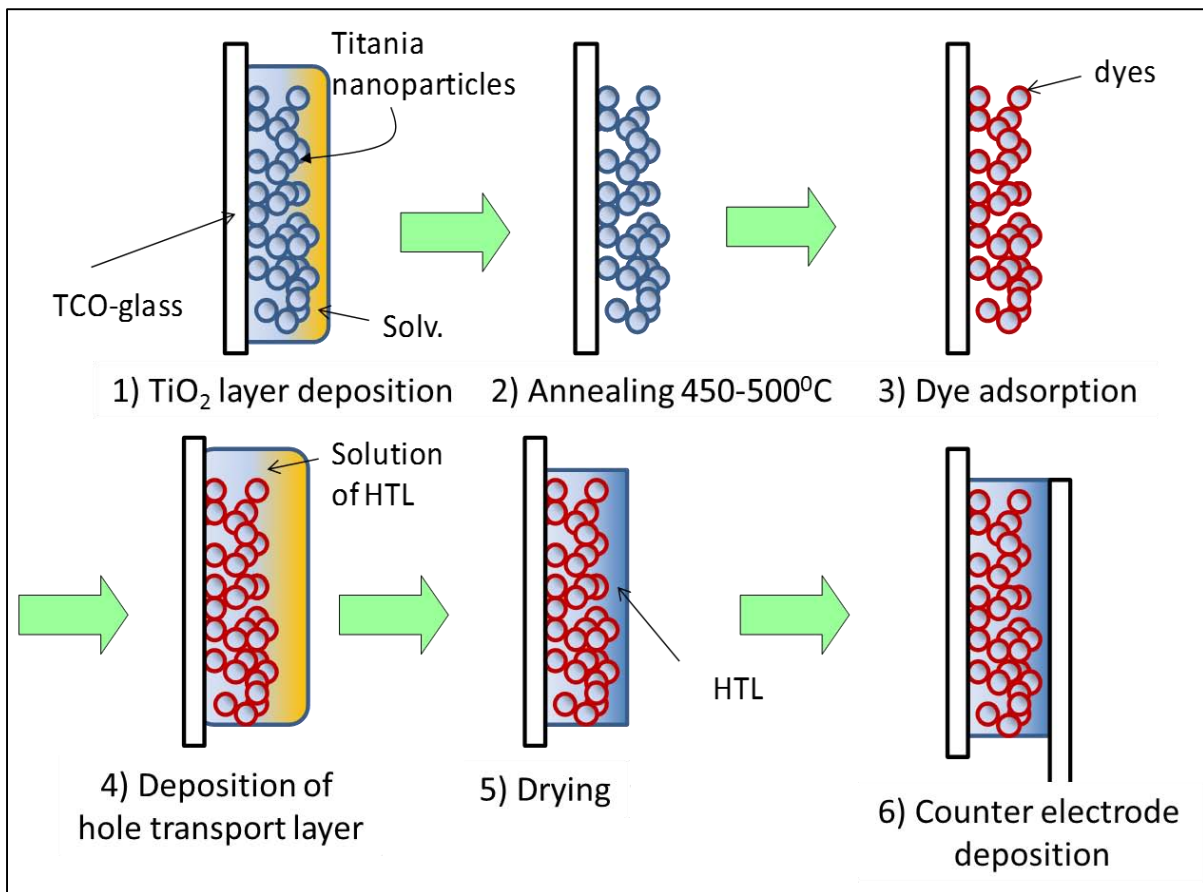 Titania
nanoparticles
dyes
TCO-glass
Solv.
1) TiO₂ layer deposition
2) Annealing 450-500⁰C
3) Dye adsorption
Solution
of HTL
HTL
4) Deposition of
hole transport layer
5) Drying
6) Counter electrode
deposition